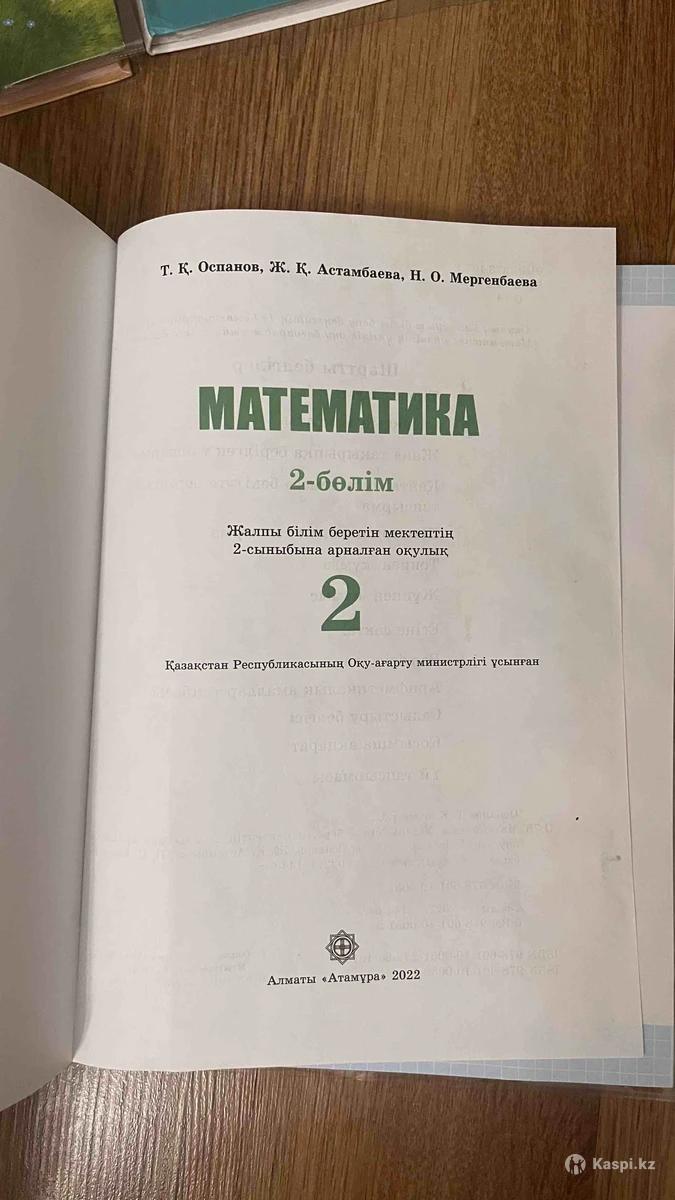 Т. Қ. Оспанов, Ж. Қ. Астамбаева, Н. О. Мергенбаева
МАТЕМАТИКА
2-бөлім
Жалпы білім беретін мектептің
2-сыныбына арналған оқулық
2
Қазақстан Республикасының Оқу-ағарту министрлігі ұсынған
Алматы «Атамұра» 2022
Kaspi.kz